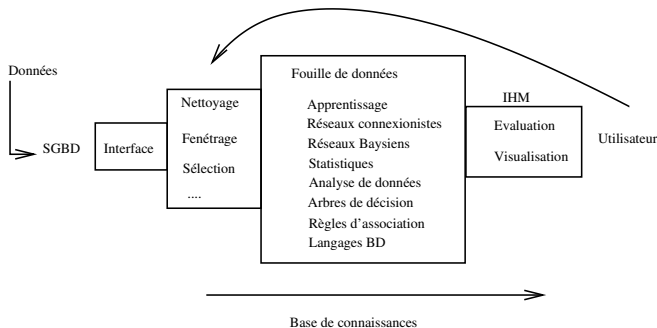 Données
SGBD
Interface
Nettoyage
Fenétrage
Sélection
....
Fouille de données
Apprentissage
Réseaux connexionistes
Réseaux Baysiens
Statistiques
Analyse de données
Arbres de décision
Règles d'association
Langages BD
IHM
Evaluation
Visualisation
Utilisateur
Base de connaissances